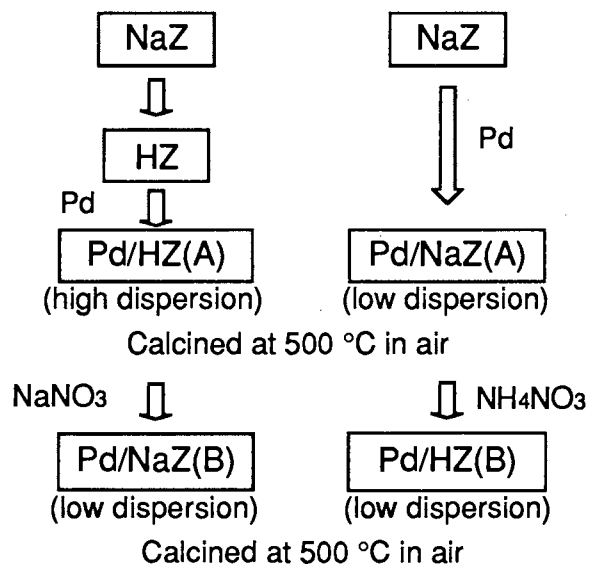 NaZ NaZ
HZ
Pd
Pd
Pd/HZ(A) Pd/NaZ(A)
(high dispersion) (low dispersion)
Calcined at 500 °C in air
NaNO3 NH4NO3
Pd/NaZ(B) Pd/HZ(B)
(low dispersion) (low dispersion)
Calcined at 500 °C in air